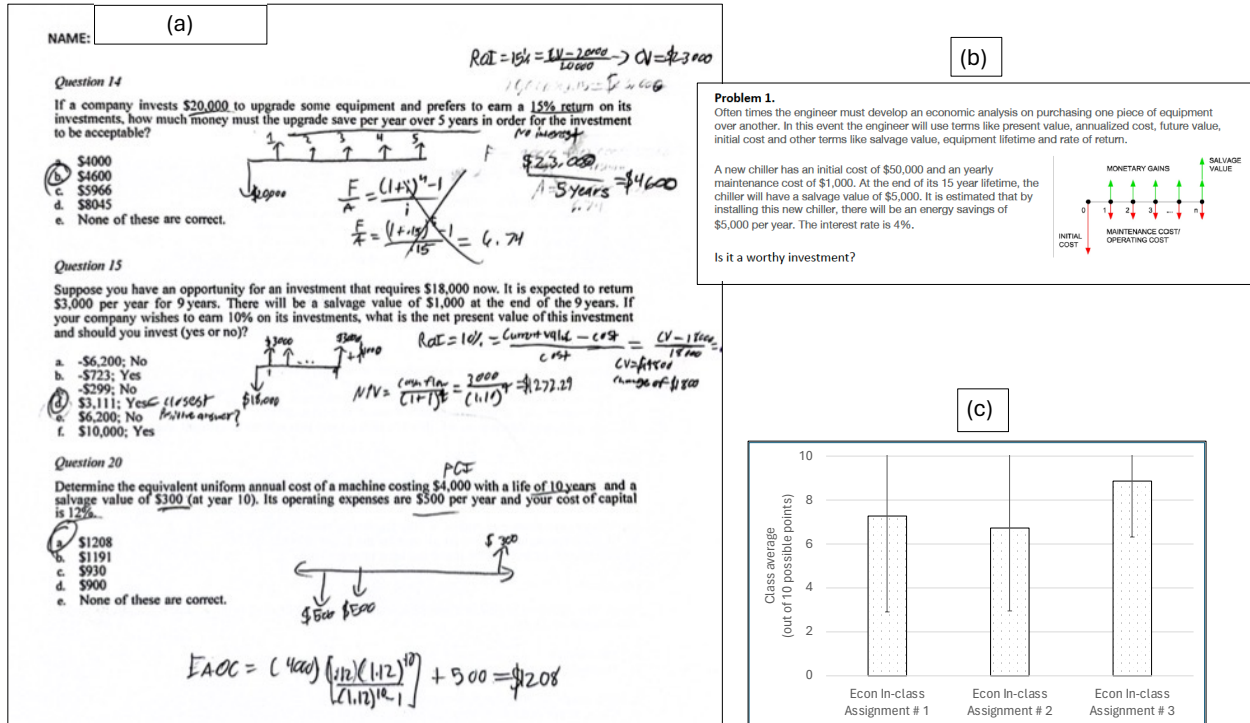 (a)
NAME:
ROI = 15% = CV - 20000 / 20000 -> CV = $23000
Question 14
If a company invests $20,000 to upgrade some equipment and prefers to earn a 15% return on its
investments, how much money must the upgrade save per year over 5 years in order for the investment
to be acceptable?
No interest
1 2 3 4 5
$20,000
a. $4000
b. $4600
c. $5966
d. $8045
e. None of these are correct.
F/A = (1+i)^n - 1 / i
F/A = (1+.15)^5 - 1 / .15 = 6.74
F
$23,000
A = 5 years = $4600
6.74
Question 15
Suppose you have an opportunity for an investment that requires $18,000 now. It is expected to return
$3,000 per year for 9 years. There will be a salvage value of $1,000 at the end of the 9 years. If
your company wishes to earn 10% on its investments, what is the net present value of this investment
and should you invest (yes or no)?
$3000 $3000
+ $1000
1
$18,000
ROI = 10% = Current value - cost / cost = CV - 18000 / 18000 =
CV = $19800
change of $1800
NPV = cash flow / (1+i)^t = 3000 / (1.10)^9 = $1272.29
a. -$6,200; No
b. -$723; Yes
c. -$299; No
d. $3,111; Yes ← closest
e. $6,200; No positive answer?
f. $10,000; Yes
Question 20
PCI
Determine the equivalent uniform annual cost of a machine costing $4,000 with a life of 10 years and a
salvage value of $300 (at year 10). Its operating expenses are $500 per year and your cost of capital
is 12%.
a. $1208
b. $1191
c. $930
d. $900
e. None of these are correct.
$300
$500 $500
EAOC = (4000) [(.12)(1.12)^10 / (1.12)^10 - 1] + 500 = $1208
(b)
Problem 1.
Often times the engineer must develop an economic analysis on purchasing one piece of equipment
over another. In this event the engineer will use terms like present value, annualized cost, future value,
initial cost and other terms like salvage value, equipment lifetime and rate of return.
A new chiller has an initial cost of $50,000 and an yearly
maintenance cost of $1,000. At the end of its 15 year lifetime, the
chiller will have a salvage value of $5,000. It is estimated that by
installing this new chiller, there will be an energy savings of
$5,000 per year. The interest rate is 4%.
Is it a worthy investment?
SALVAGE
VALUE
MONETARY GAINS
0 1 2 3 ... n
INITIAL
COST
MAINTENANCE COST/
OPERATING COST
(c)
Class average
(out of 10 possible points)
10
8
6
4
2
0
Econ In-class
Assignment # 1
Econ In-class
Assignment # 2
Econ In-class
Assignment # 3